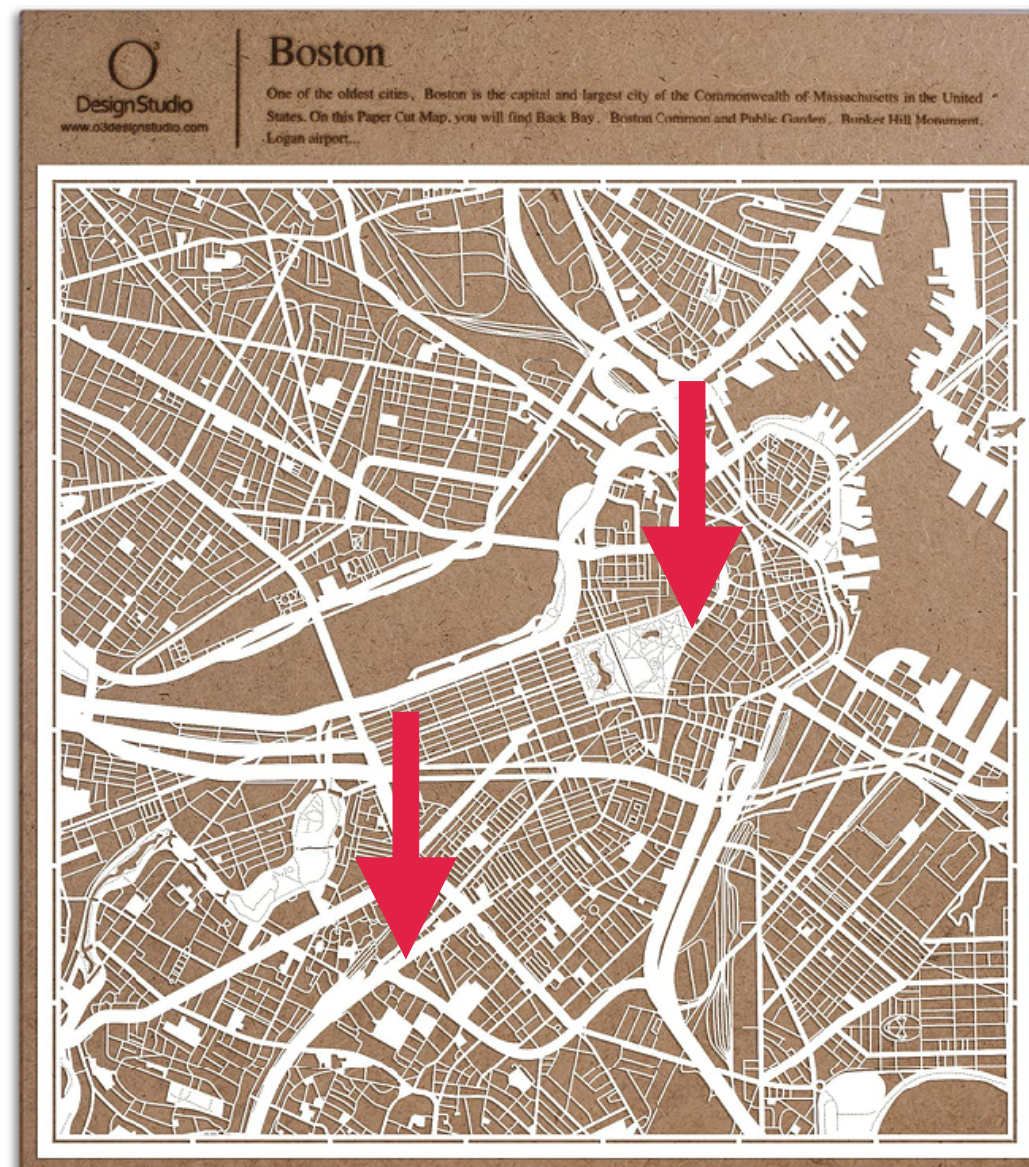 O3
DesignStudio
www.o3designstudio.com
Boston
One of the oldest cities, Boston is the capital and largest city of the Commonwealth of Massachusetts in the United
States. On this Paper Cut Map, you will find Back Bay, Boston Common and Public Garden, Bunker Hill Monument,
Logan airport...